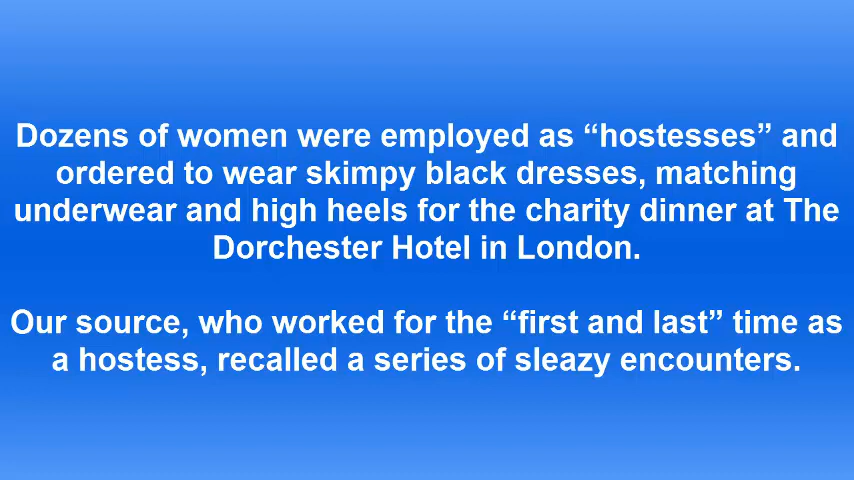 Dozens of women were employed as “hostesses” and
ordered to wear skimpy black dresses, matching
underwear and high heels for the charity dinner at The
Dorchester Hotel in London.
Our source, who worked for the “first and last” time as
a hostess, recalled a series of sleazy encounters.